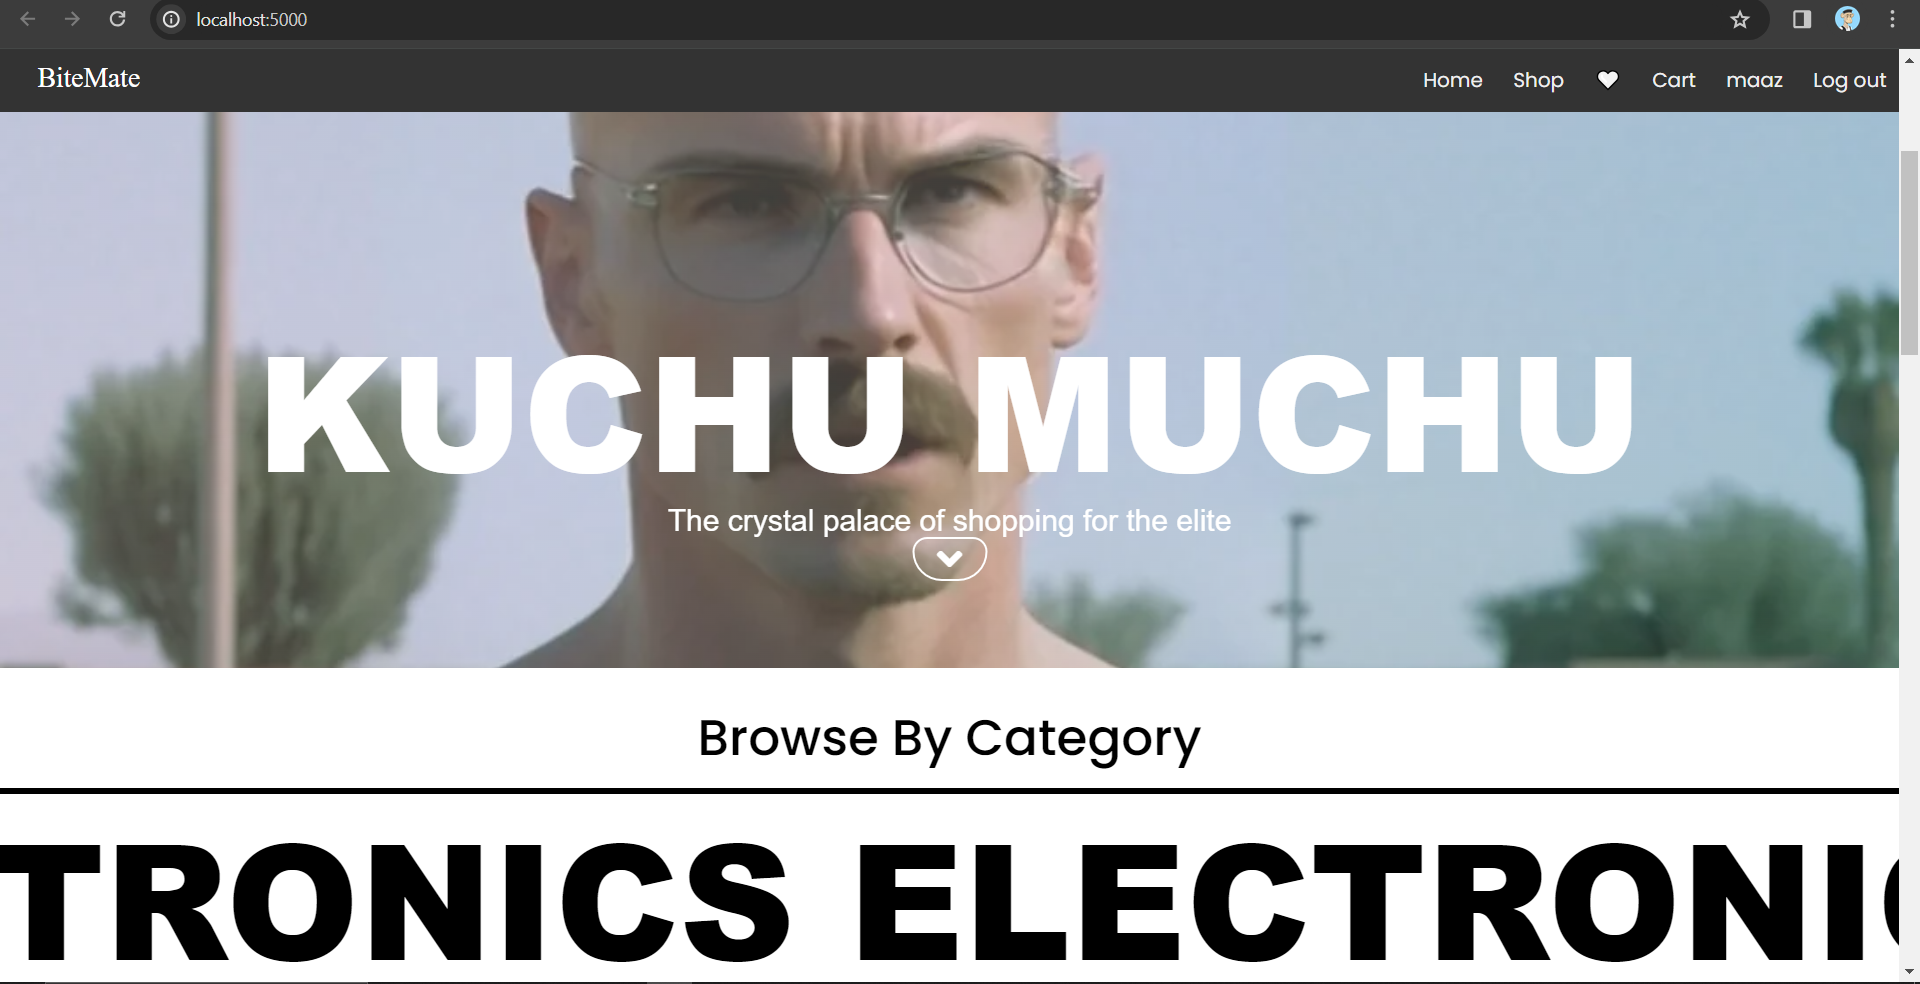 localhost:5000
BiteMate
Home Shop Cart maaz Log out
KUCHU MUCHU
The crystal palace of shopping for the elite
Browse By Category
TRONICS ELECTRONIC